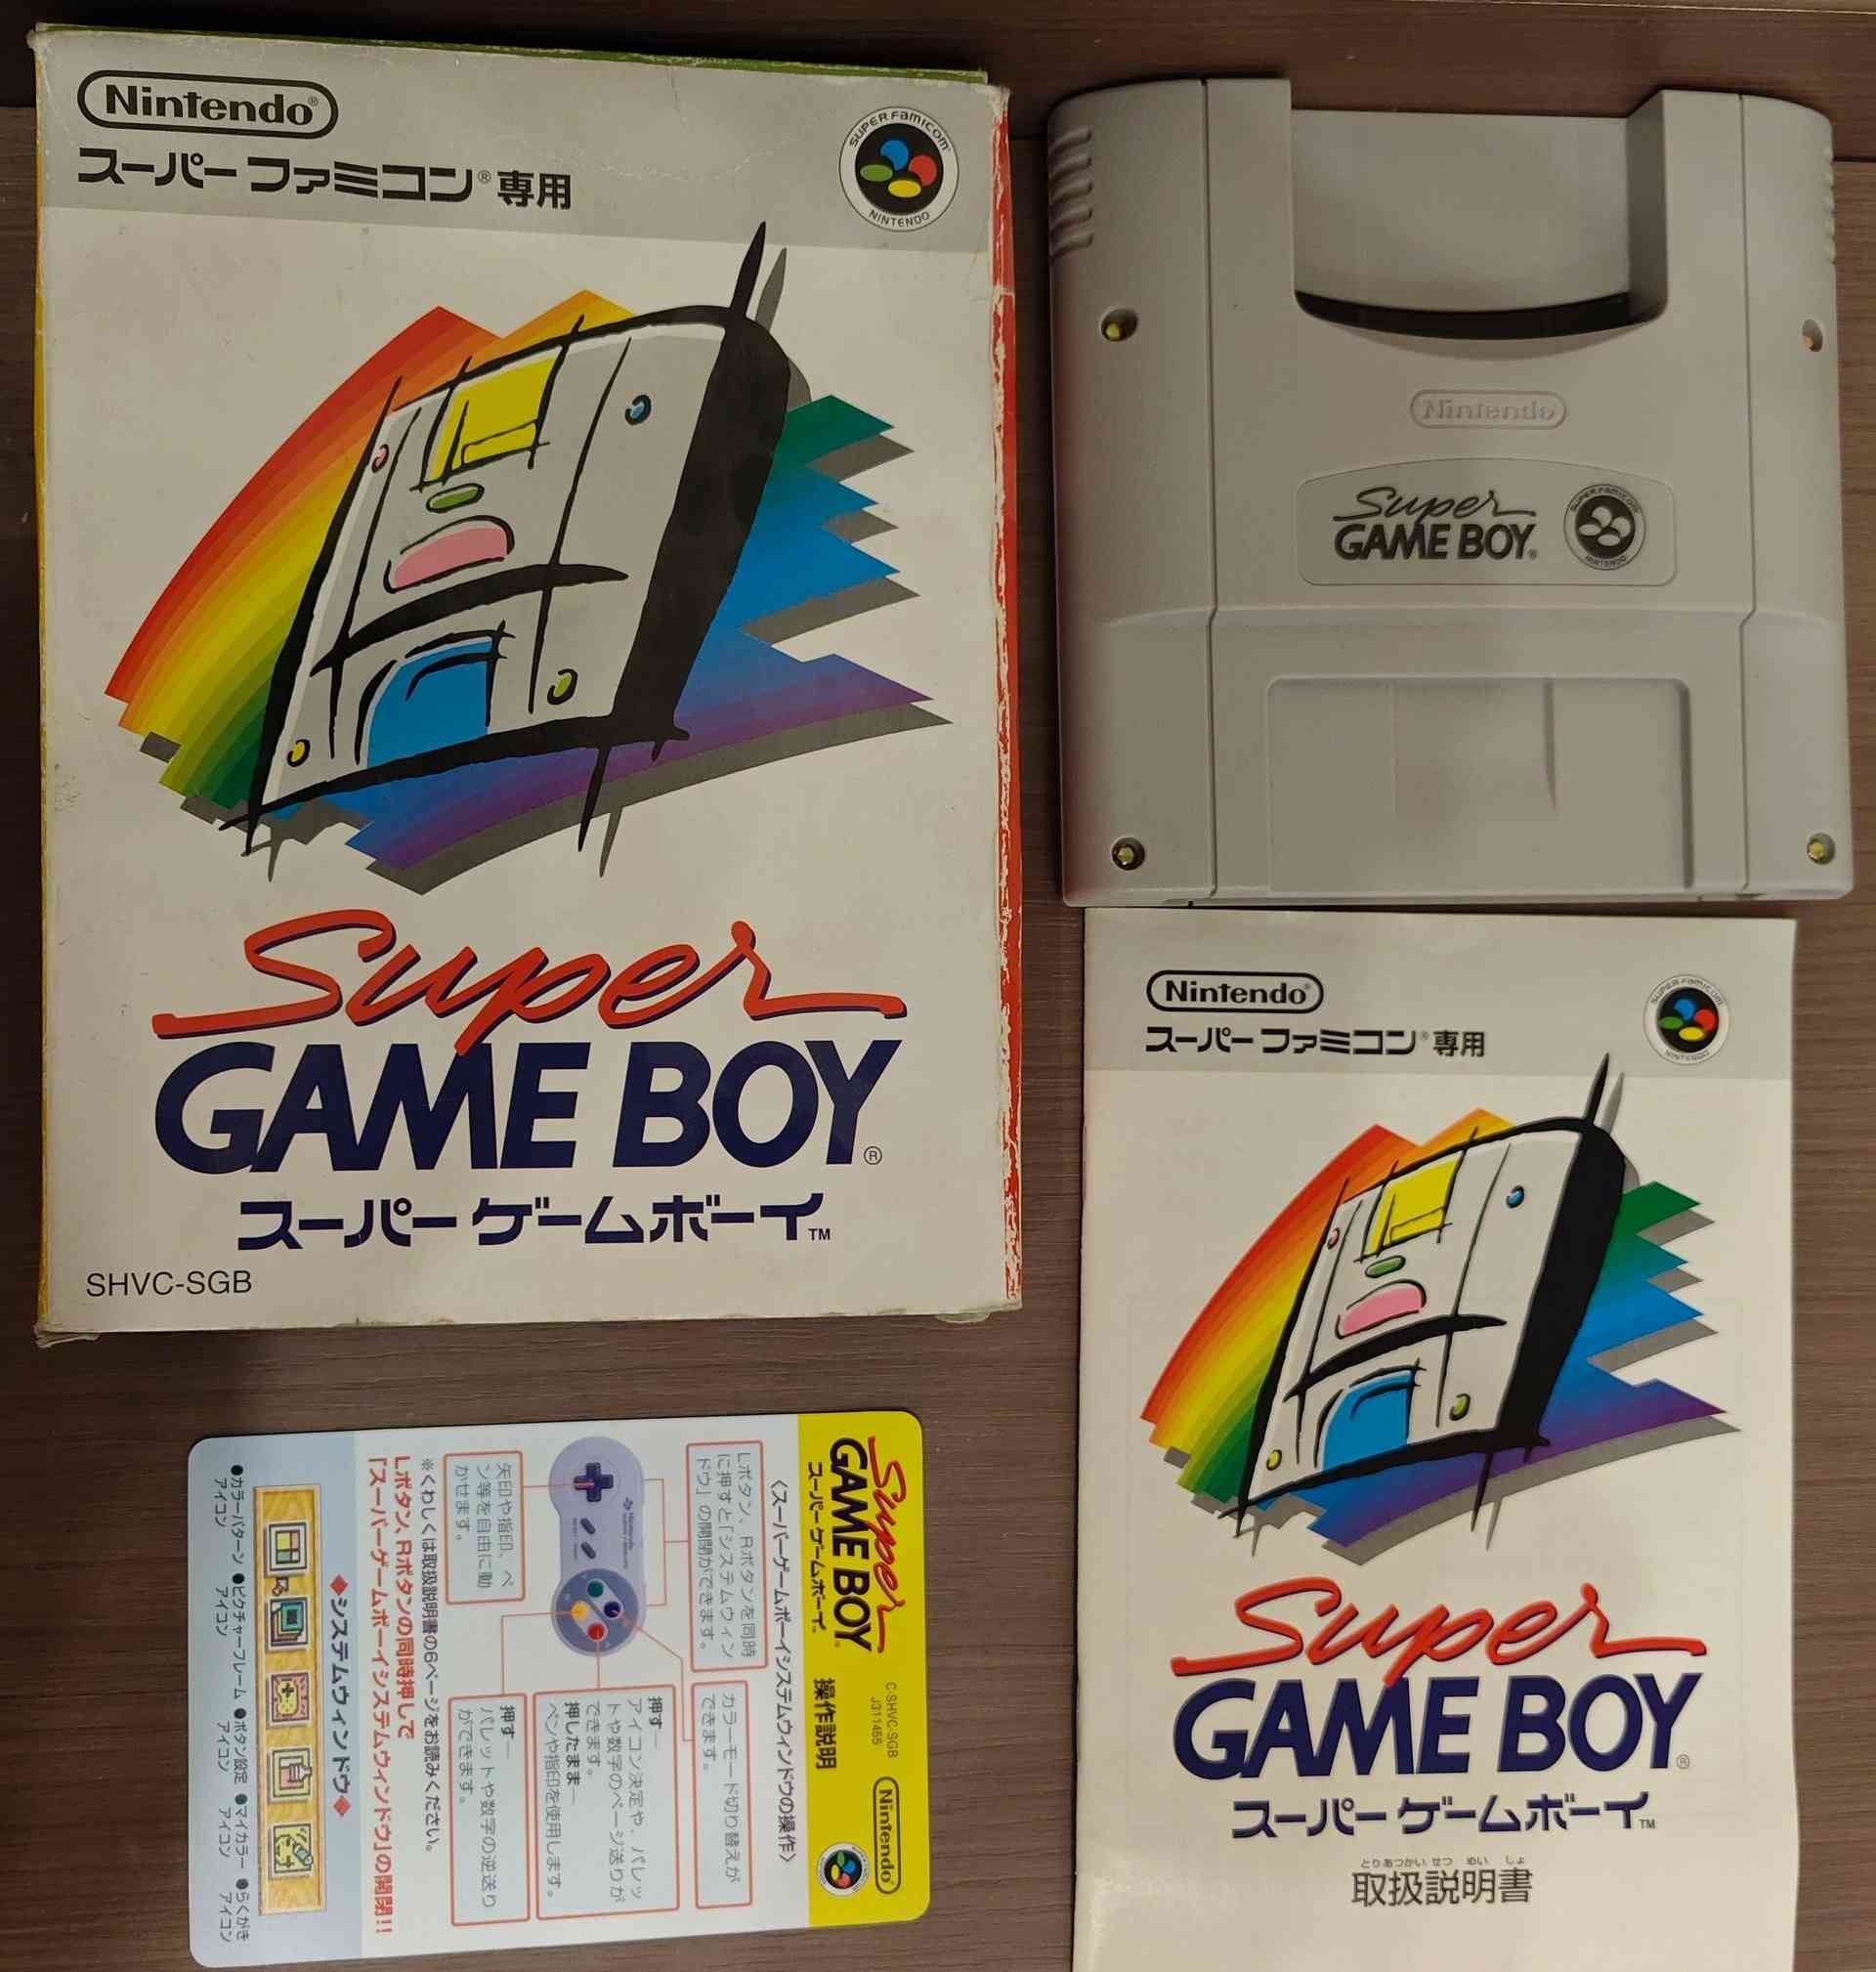 Nintendo®
スーパーファミコン®専用
SUPER FAMICOM
NINTENDO
Super
GAME BOY®
スーパーゲームボーイ™
SHVC-SGB
Nintendo
Super
GAME BOY®
SUPER FAMICOM
NINTENDO
Nintendo®
スーパーファミコン®専用
SUPER FAMICOM
NINTENDO
Super
GAME BOY®
スーパーゲームボーイ™
とりあつかいせつめいしょ
取扱説明書
Super
GAME BOY®
スーパーゲームボーイ™
操作説明
C-SHVC-SGB
J311455
Nintendo
〈スーパーゲームボーイシステムウィンドウの操作〉
Lボタン、Rボタンを同時
に押すと「システムウィン
ドウ」の開閉ができます。
カラーモード切り替えが
できます。
押す―
アイコン決定や、パレッ
トや数字のページ送りが
できます。
押したまま―
ペンや指印を使用します。
矢印や指印、ペ
ン等を自由に動
かせます。
押す―
パレットや数字の逆送り
ができます。
※くわしくは取扱説明書の6ページをお読みください。
Lボタン、Rボタンの同時押しで
「スーパーゲームボーイシステムウィンドウ」の開閉!!
◆システムウィンドウ◆
●カラーパターン ●ピクチャーフレーム ●ボタン設定 ●マイカラー ●らくがき
アイコン アイコン アイコン アイコン アイコン